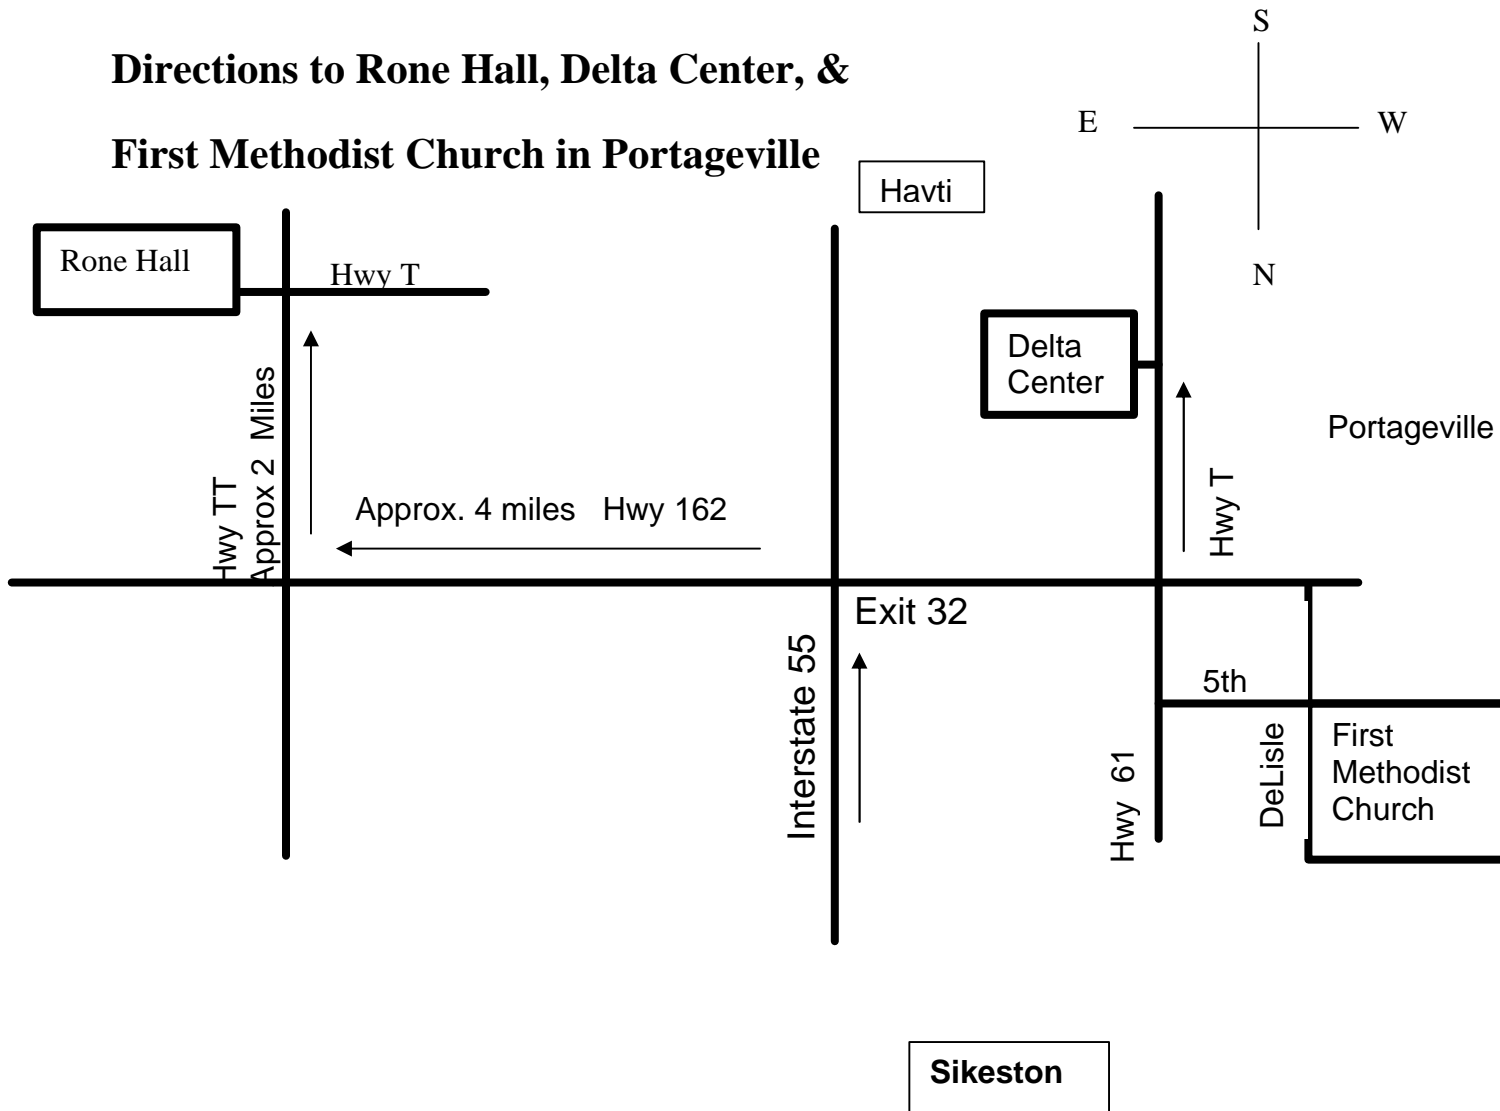 S
Directions to Rone Hall, Delta Center, &
E
W
First Methodist Church in Portageville
Havti
Rone Hall
Hwy T
N
Delta
Center
Portageville
Hwy TT
Approx 2 Miles
Approx. 4 miles Hwy 162
Hwy T
Exit 32
Interstate 55
5th
Hwy 61
DeLisle
First
Methodist
Church
Sikeston